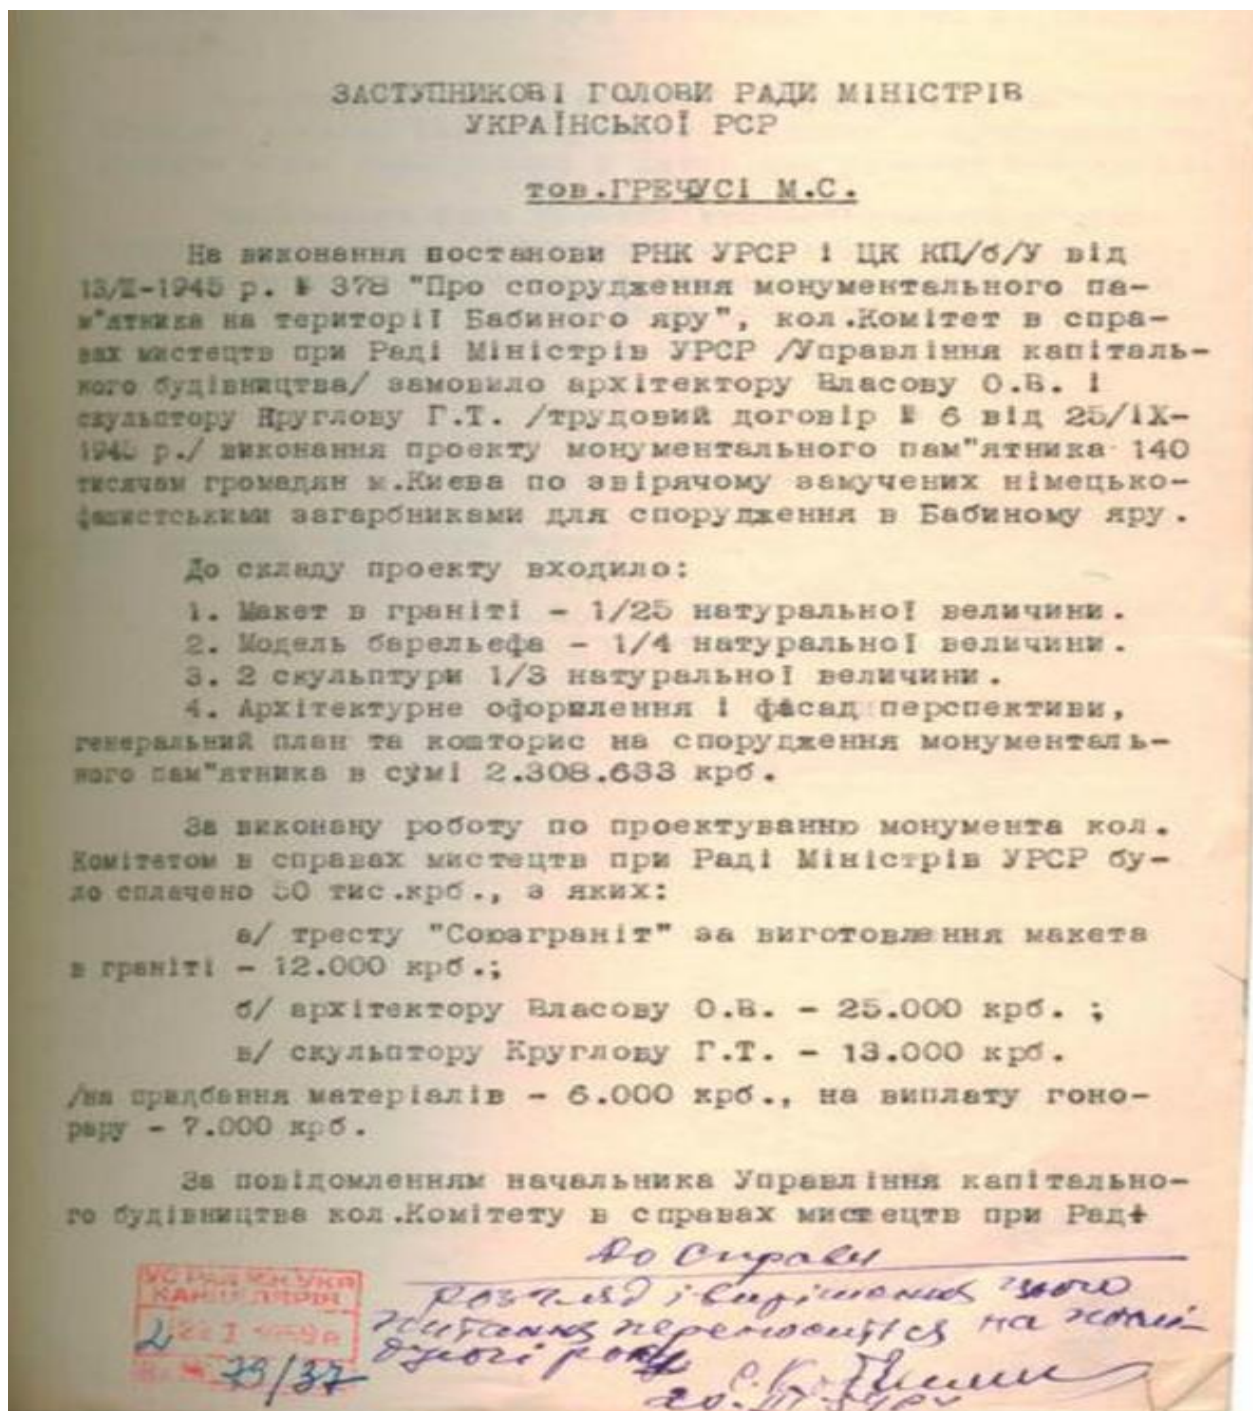 ЗАСТУПНИКОВІ ГОЛОВИ РАДИ МІНІСТРІВ
УКРАЇНСЬКОЇ РСР
тов.ГРЕЧУСІ М.С.
На виконання постанови РНК УРСР і ЦК КП/б/У від
1945 р. № 378 "Про спорудження монументального па-
м"ятника на території Бабиного яру", кол.Комітет в спра-
вах мистецтв при Раді Міністрів УРСР /Управління капіталь-
ного будівництва/ замовило архітектору Власову О.В. і
скульптору Круглову Г.Т. /трудовий договір № 6 від 25/ІХ-
1945 р./ виконання проекту монументального пам"ятника 140
тисячам громадян м.Києва по звірячому замучених німецько-
фашистськими загарбниками для спорудження в Бабиному яру.
До складу проекту входило:
1. Макет в граніті - 1/25 натуральної величини.
2. Модель барельєфа - 1/4 натуральної величини.
3. 2 скульптури 1/3 натуральної величини.
4. Архітектурне оформлення і фасад перспективи,
генеральний план та кошторис на спорудження монументаль-
ного пам"ятника в сумі 2.308.633 крб.
За виконану роботу по проектуванню монумента кол.
Комітетом в справах мистецтв при Раді Міністрів УРСР бу-
ло сплачено 50 тис.крб., з яких:
а/ тресту "Союзграніт" за виготовлення макета
в граніті - 12.000 крб.;
б/ архітектору Власову О.В. - 25.000 крб. ;
в/ скульптору Круглову Г.Т. - 13.000 крб.
/на придбання матеріалів - 6.000 крб., на виплату гоно-
рару - 7.000 крб.
За повідомленням начальника Управління капітально-
го будівництва кол.Комітету в справах мистецтв при Раді
До справи
розгляд і вирішення цього
питання переноситься на
КАНЦЕЛЯРІЯ
79/37